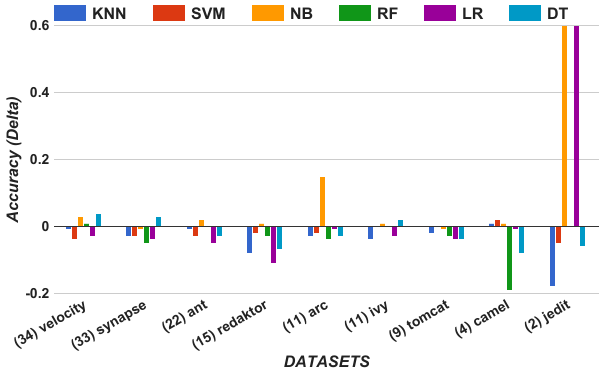 KNN SVM NB RF LR DT
0.6
0.4
0.2
0
-0.2
Accuracy (Delta)
(34) velocity
(33) synapse
(22) ant
(15) redaktor
(11) arc
(11) ivy
(9) tomcat
(4) camel
(2) jedit
DATASETS